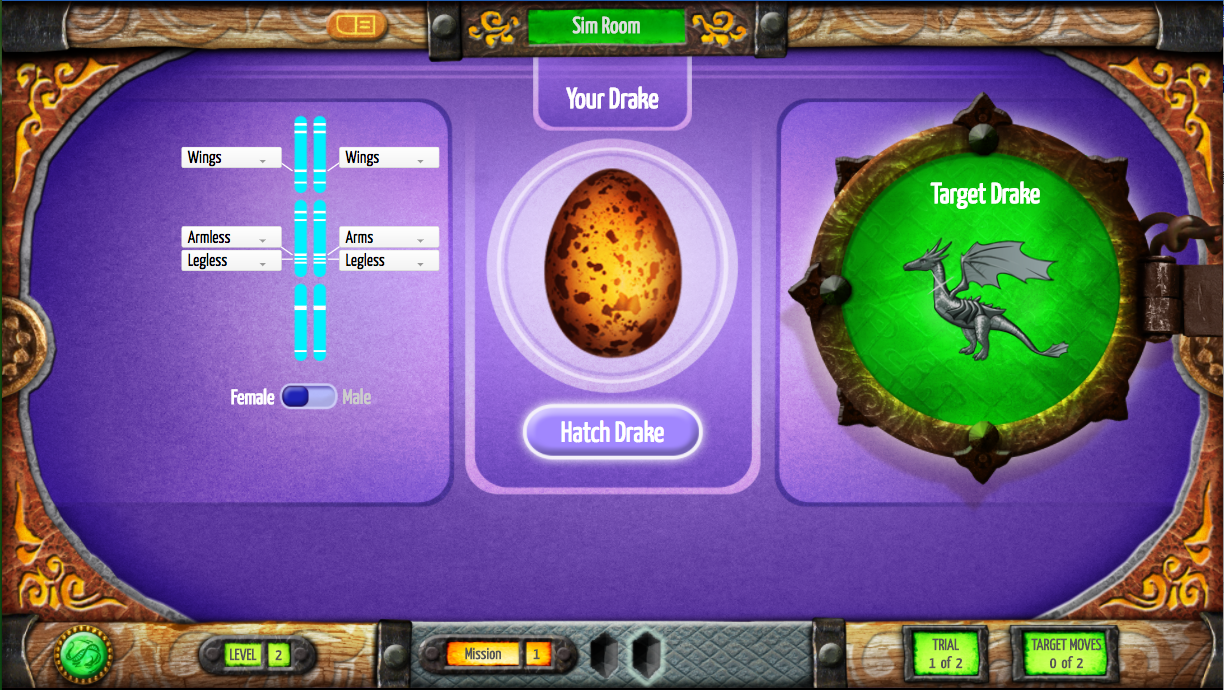 Sim Room
Your Drake
Wings
Wings
Armless
Arms
Legless
Legless
Female
Male
Hatch Drake
Target Drake
LEVEL 2
Mission 1
TRIAL
1 of 2
TARGET MOVES
0 of 2